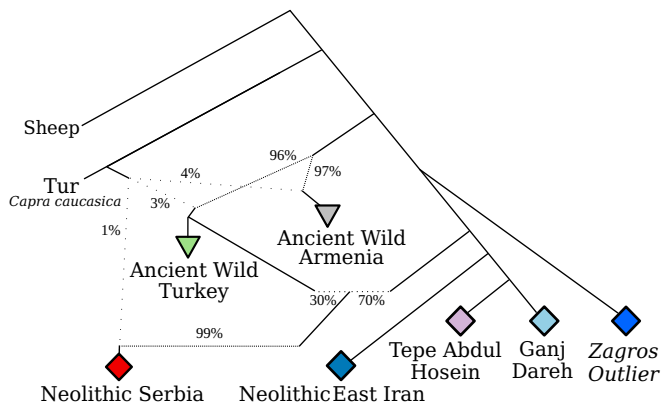 Sheep
96%
97%
4%
Tur
Capra caucasica
3%
1%
Ancient Wild
Armenia
Ancient Wild
Turkey
30%
70%
99%
Tepe Abdul
Hosein
Ganj
Dareh
Zagros
Outlier
Neolithic Serbia
Neolithic East Iran